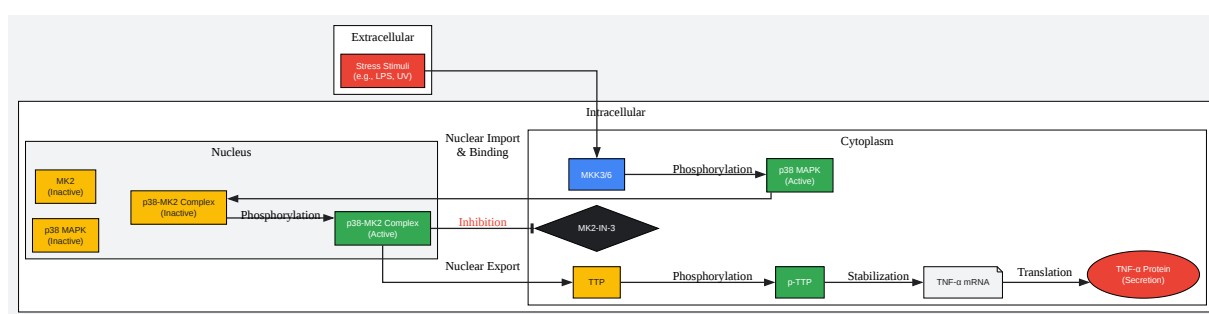 Extracellular
Stress Stimuli
(e.g., LPS, UV)
Intracellular
Nucleus
MK2
(Inactive)
p38 MAPK
(Inactive)
p38-MK2 Complex
(Inactive)
Phosphorylation
p38-MK2 Complex
(Active)
Nuclear Import
& Binding
Inhibition
Nuclear Export
Cytoplasm
MKK3/6
Phosphorylation
p38 MAPK
(Active)
MK2-IN-3
TTP
Phosphorylation
p-TTP
Stabilization
TNF-α mRNA
Translation
TNF-α Protein
(Secretion)